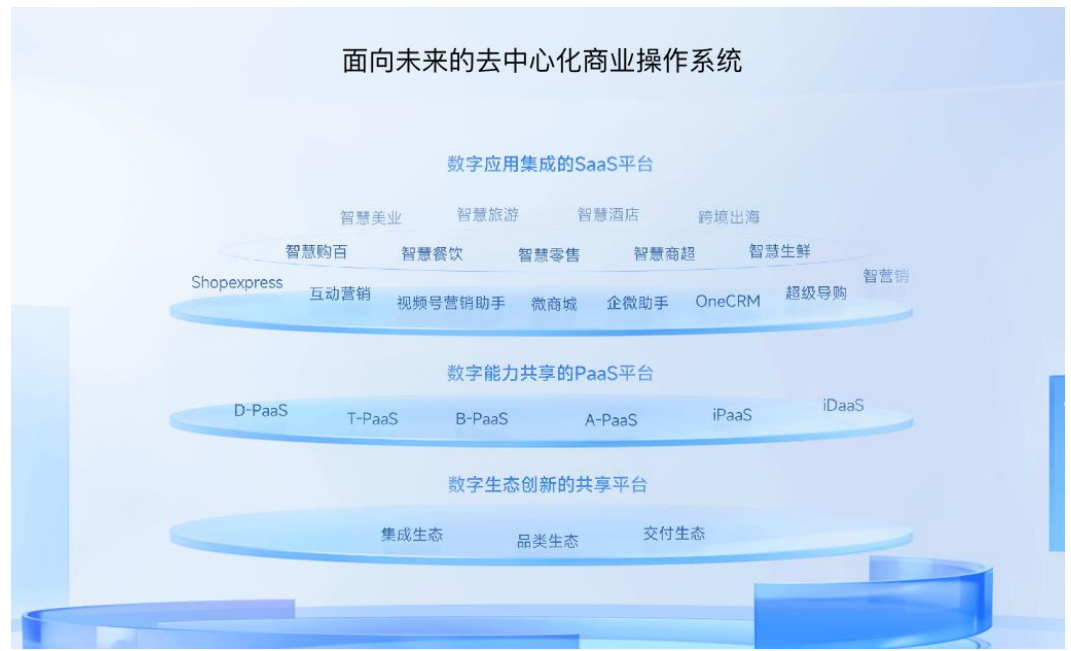 面向未来的去中心化商业操作系统
数字应用集成的SaaS平台
智慧美业 智慧旅游 智慧酒店 跨境出海
智慧购百 智慧餐饮 智慧零售 智慧商超 智慧生鲜
Shopexpress 互动营销 视频号营销助手 微商城 企微助手 OneCRM 超级导购 智营销
数字能力共享的PaaS平台
D-PaaS T-PaaS B-PaaS A-PaaS iPaaS iDaaS
数字生态创新的共享平台
集成生态 品类生态 交付生态